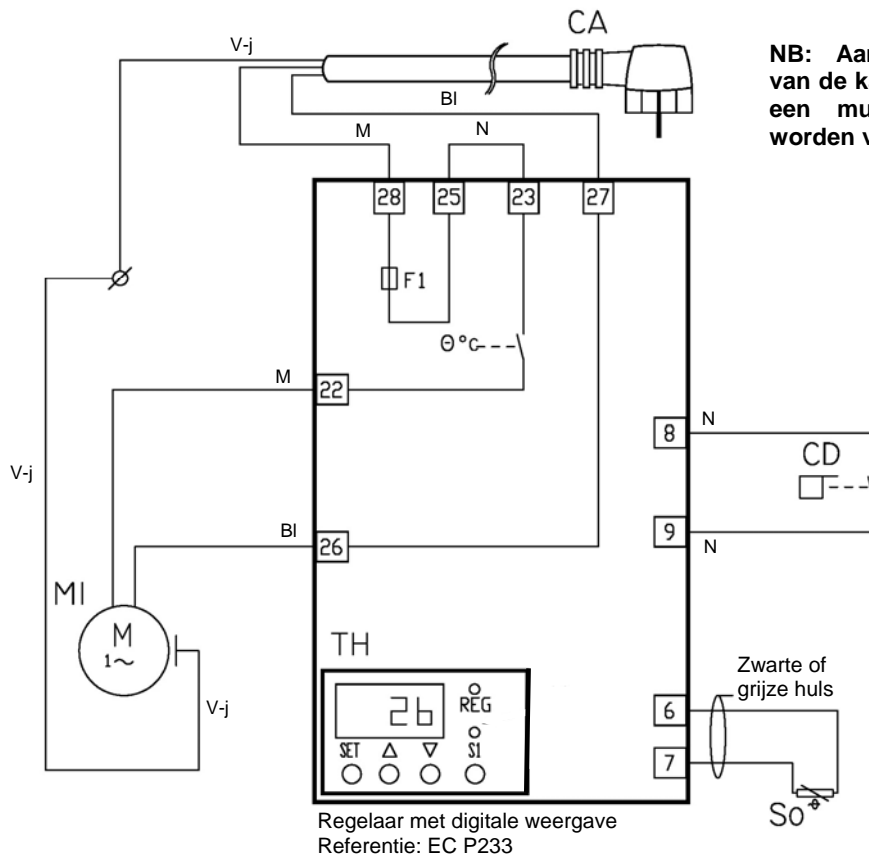 CA
V-j
NB: Aar
van de k
een mu
worden v
Bl
M
N
28
25
23
27
F1
Θ°C
M
22
8
N
CD
V-j
Bl
26
9
N
MI
M
1~
TH
Zwarte of
grijze huls
V-j
26
REG
6
SET
S1
7
So
Regelaar met digitale weergave
Referentie: EC P233